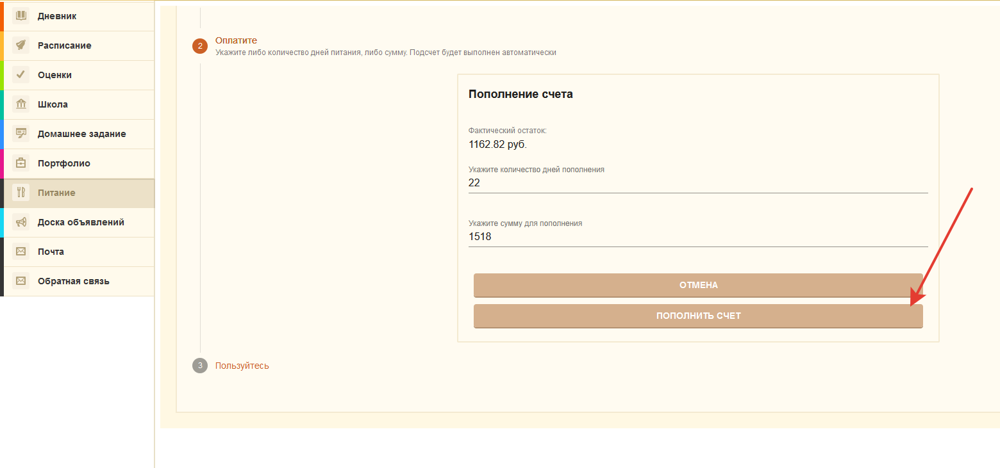 Дневник
Расписание
Оценки
Школа
Домашнее задание
Портфолио
Питание
Доска объявлений
Почта
Обратная связь
2
Оплатите
Укажите либо количество дней питания, либо сумму. Подсчет будет выполнен автоматически
Пополнение счета
Фактический остаток:
1162.82 руб.
Укажите количество дней пополнения
22
Укажите сумму для пополнения
1518
ОТМЕНА
ПОПОЛНИТЬ СЧЕТ
3
Пользуйтесь